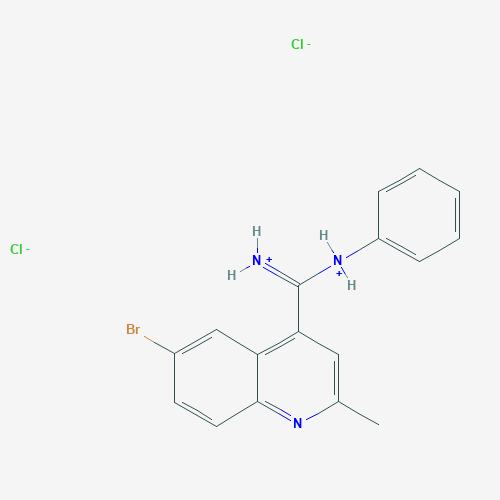 Cl -
H H
N + N +
H H
Cl -
Br
N